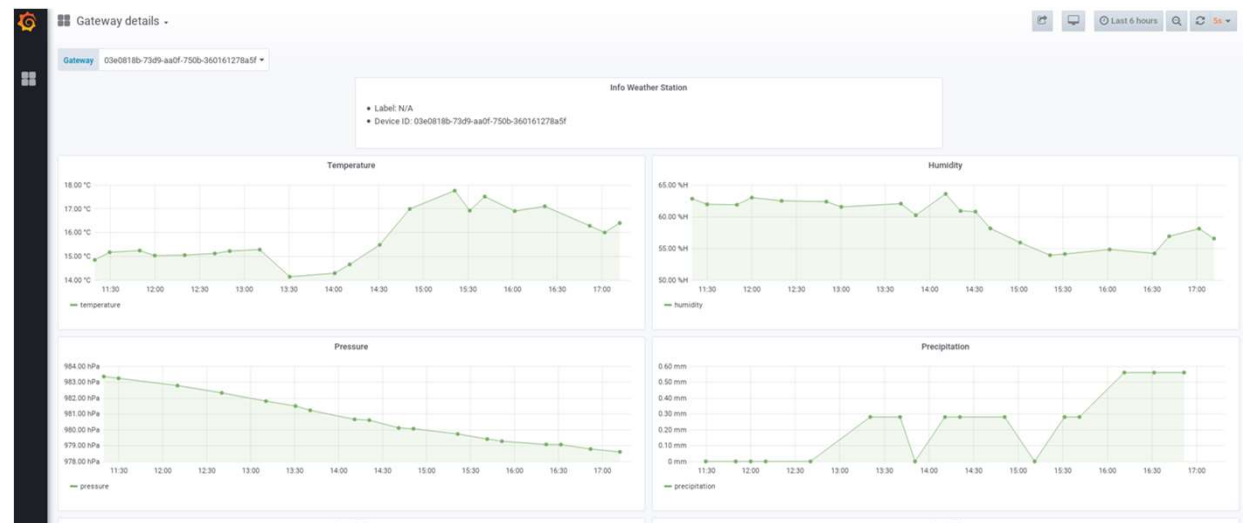 Gateway details
Last 6 hours
5s
Gateway 03e0818b-73d9-aa0f-750b-360161278a5f
Info Weather Station
Label: N/A
Device ID: 03e0818b-73d9-aa0f-750b-360161278a5f
Temperature
18.00 °C
17.00 °C
16.00 °C
15.00 °C
14.00 °C
11:30 12:00 12:30 13:00 13:30 14:00 14:30 15:00 15:30 16:00 16:30 17:00
temperature
Humidity
65.00 %H
60.00 %H
55.00 %H
50.00 %H
11:30 12:00 12:30 13:00 13:30 14:00 14:30 15:00 15:30 16:00 16:30 17:00
humidity
Pressure
984.00 hPa
983.00 hPa
982.00 hPa
981.00 hPa
980.00 hPa
979.00 hPa
978.00 hPa
11:30 12:00 12:30 13:00 13:30 14:00 14:30 15:00 15:30 16:00 16:30 17:00
pressure
Precipitation
0.60 mm
0.50 mm
0.40 mm
0.30 mm
0.20 mm
0.10 mm
0 mm
11:30 12:00 12:30 13:00 13:30 14:00 14:30 15:00 15:30 16:00 16:30 17:00
precipitation